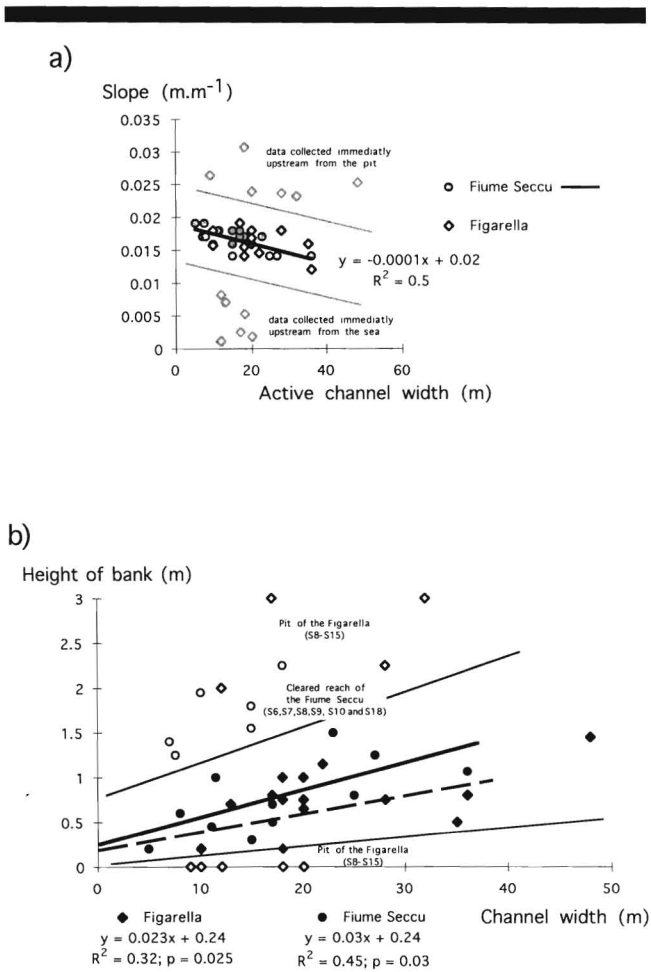 a)
Slope (m.m-1)
0.035
0.03
0.025
0.02
0.015
0.01
0.005
0
data collected immediatly
upstream from the pit
Fiume Seccu
Figarella
y = -0.0001x + 0.02
R2 = 0.5
data collected immediatly
upstream from the sea
0 20 40 60
Active channel width (m)
b)
Height of bank (m)
3
2.5
2
1.5
1
0.5
0
Pit of the Figarella
(S8-S15)
Cleared reach of
the Fiume Seccu
(S6,S7,S8,S9, S10 and S18)
Pit of the Figarella
(S8-S15)
0 10 20 30 40 50
Figarella Fiume Seccu Channel width (m)
y = 0.023x + 0.24 y = 0.03x + 0.24
R2 = 0.32; p = 0.025 R2 = 0.45; p = 0.03